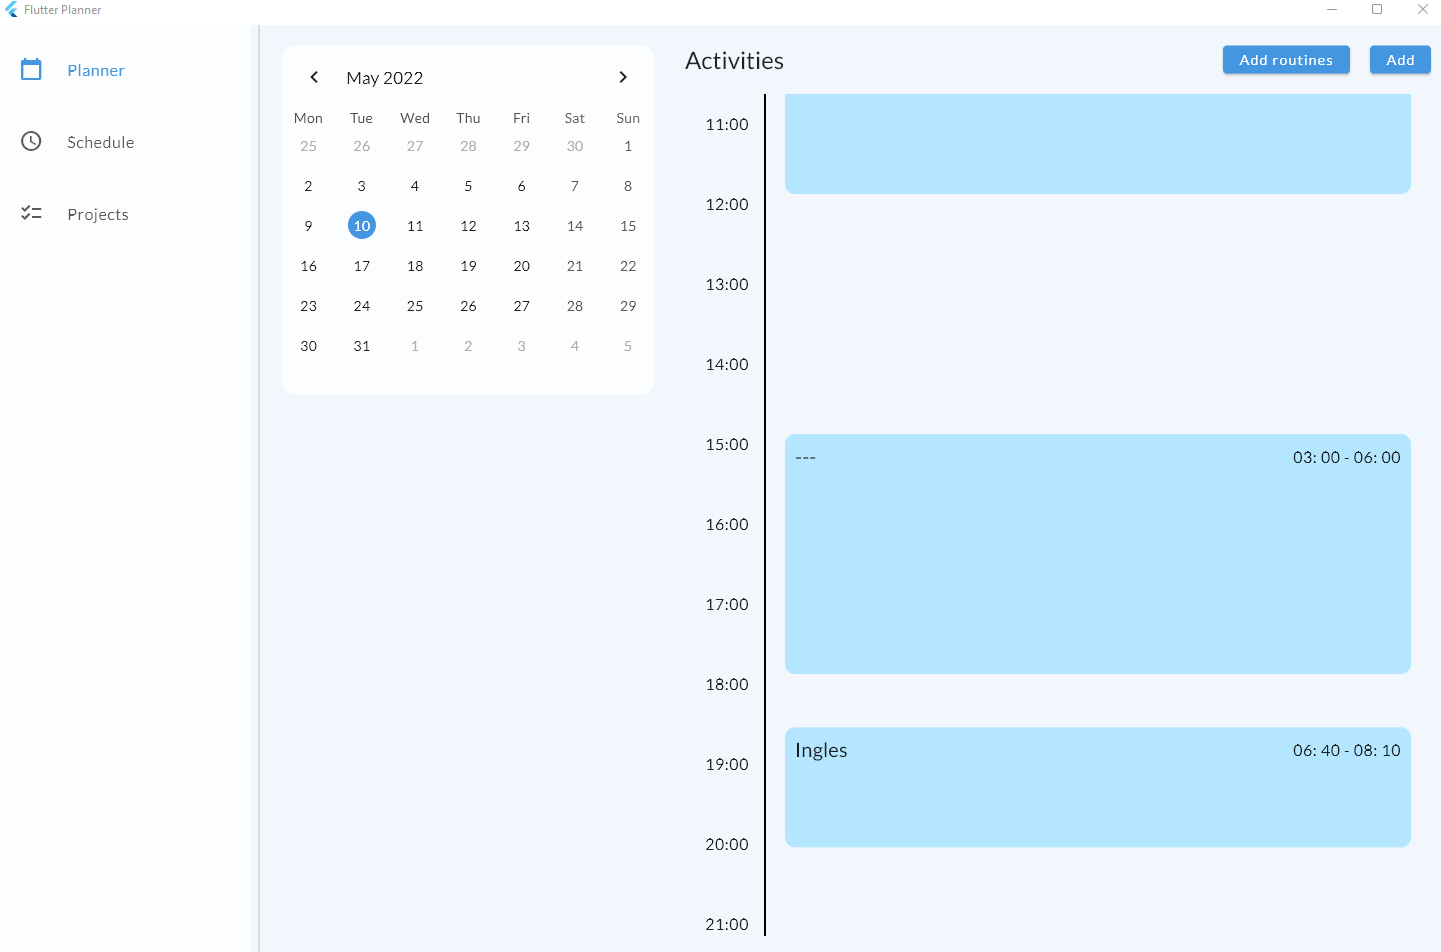 Flutter Planner
Planner
Schedule
Projects
May 2022
Mon Tue Wed Thu Fri Sat Sun
25 26 27 28 29 30 1
2 3 4 5 6 7 8
9 10 11 12 13 14 15
16 17 18 19 20 21 22
23 24 25 26 27 28 29
30 31 1 2 3 4 5
Activities
Add routines
Add
11:00
12:00
13:00
14:00
15:00
--- 03: 00 - 06: 00
16:00
17:00
18:00
Ingles 06: 40 - 08: 10
19:00
20:00
21:00